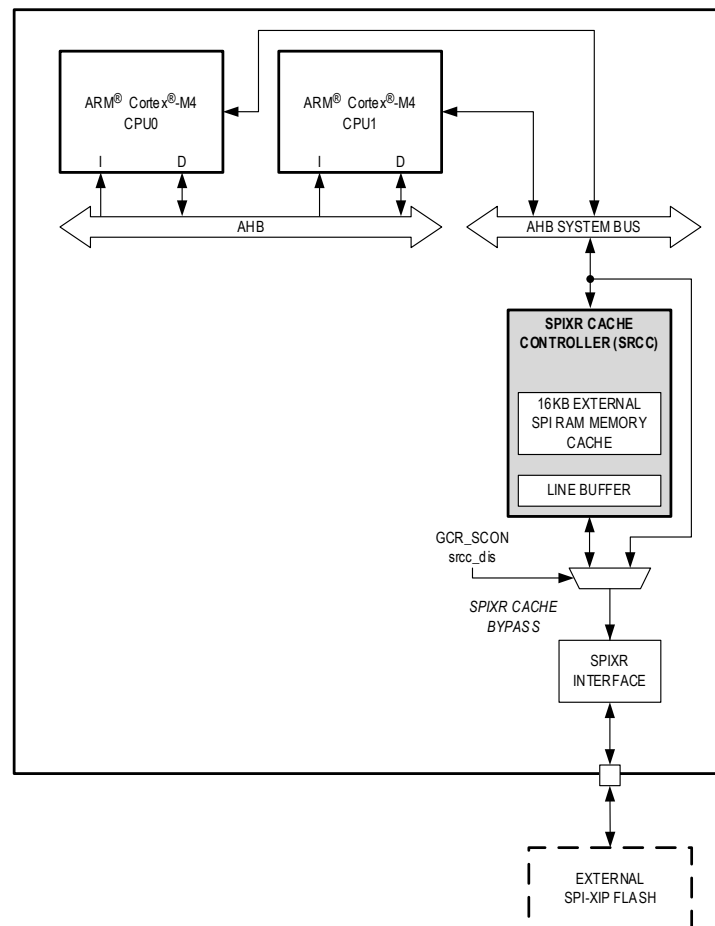 ARM® Cortex®-M4
CPU0
I D
ARM® Cortex®-M4
CPU1
I D
AHB
AHB SYSTEM BUS
SPIXR CACHE
CONTROLLER (SRCC)
16KB EXTERNAL
SPI RAM MEMORY
CACHE
LINE BUFFER
GCR_SCON
srcc_dis
SPIXR CACHE
BYPASS
SPIXR
INTERFACE
EXTERNAL
SPI-XIP FLASH